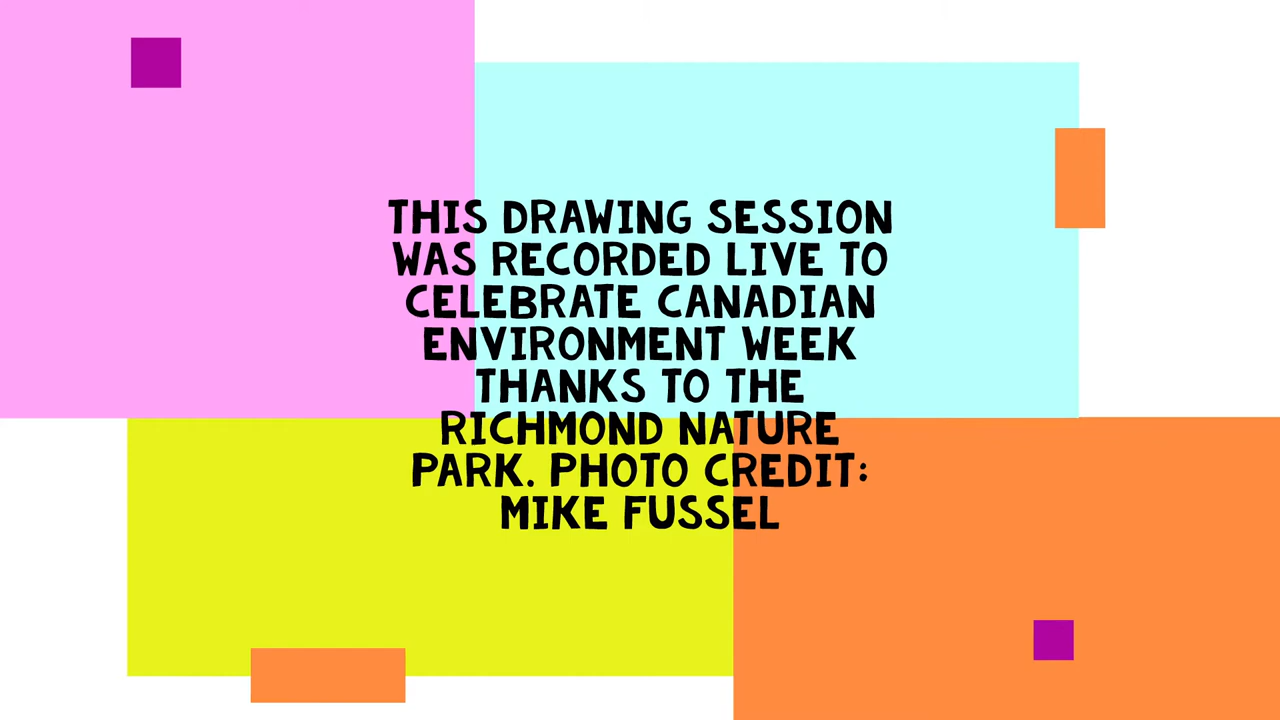 THIS DRAWING SESSION
WAS RECORDED LIVE TO
CELEBRATE CANADIAN
ENVIRONMENT WEEK
THANKS TO THE
RICHMOND NATURE
PARK. PHOTO CREDIT:
MIKE FUSSEL